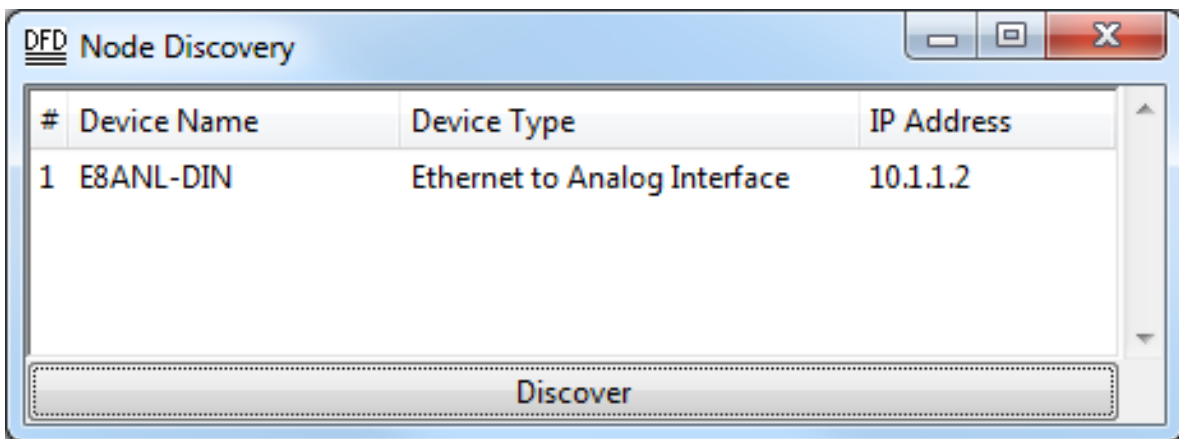 DFD Node Discovery
# Device Name Device Type IP Address
1 E8ANL-DIN Ethernet to Analog Interface 10.1.1.2
Discover